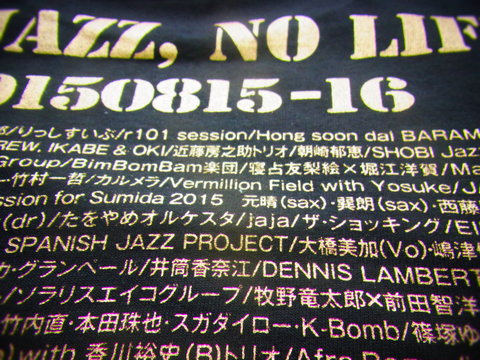 JAZZ, NO LIF
0150815-16
りっしすいぶ/r101 session/Hong soon dal BARAM
REW. IKABE & OKI/近藤房之助トリオ/朝崎郁恵/SHOBI Jazz
Group/BimBomBam楽団/寝占友梨絵×堀江洋賀/Ma
竹村一哲/カルメラ/Vermillion Field with Yosuke/J
ssion for Sumida 2015 元晴(sax)・巽朗(sax)・西藤
(dr)/たをやめオルケスタ/jaja/ザ・ショッキング/El
SPANISH JAZZ PROJECT/大橋美加(Vo)・嶋津
カ・グランベール/井筒香奈江/DENNIS LAMBERT
/ソラリスエイコグループ/牧野竜太郎×前田智洋
竹内直・本田珠也・スガダイロー・K-Bomb/篠塚ゆ
with 香川裕史(B)トリオ/Afro